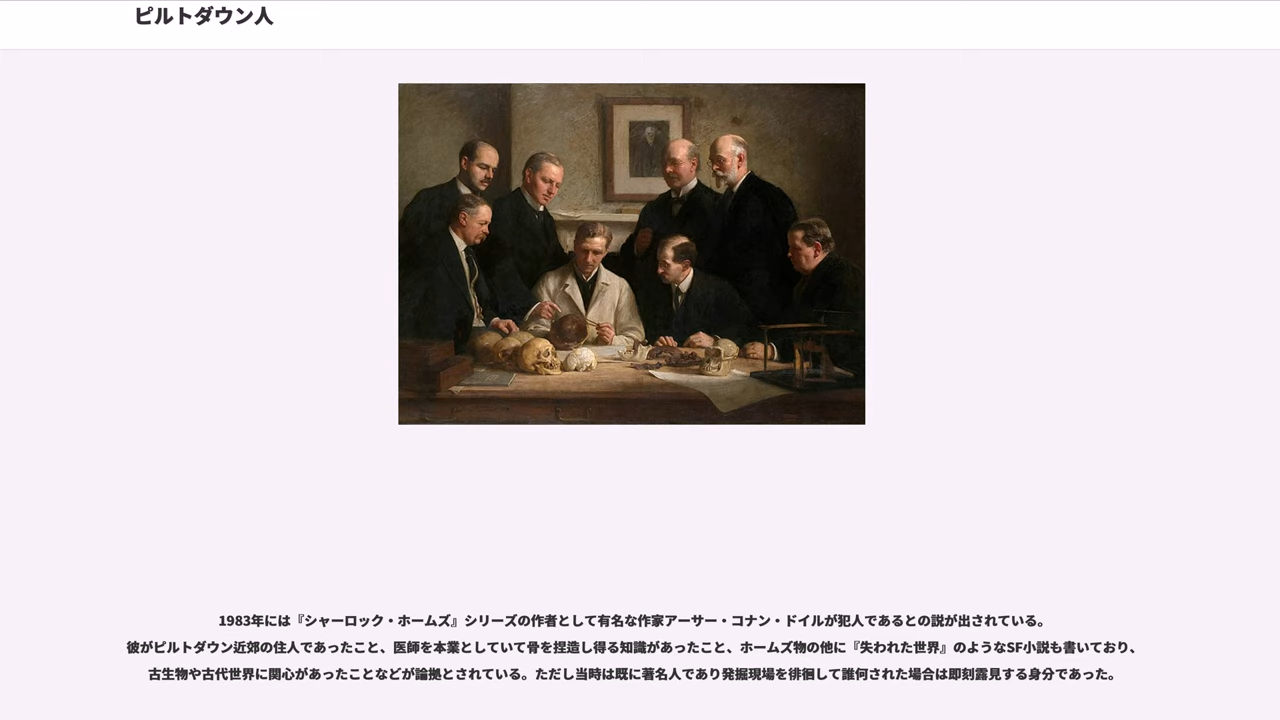 ピルトダウン人
1983年には『シャーロック・ホームズ』シリーズの作者として有名な作家アーサー・コナン・ドイルが犯人であるとの説が出されている。
彼がピルトダウン近郊の住人であったこと、医師を本業としていて骨を捏造し得る知識があったこと、ホームズ物の他に『失われた世界』のようなSF小説も書いており、
古生物や古代世界に関心があったことなどが論拠とされている。ただし当時は既に著名人であり発掘現場を徘徊して誰何された場合は即刻露見する身分であった。